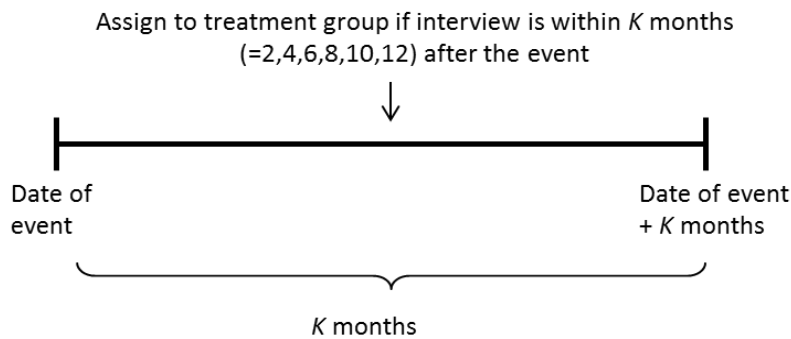 Assign to treatment group if interview is within K months
(=2,4,6,8,10,12) after the event
Date of
event
Date of event
+ K months
K months